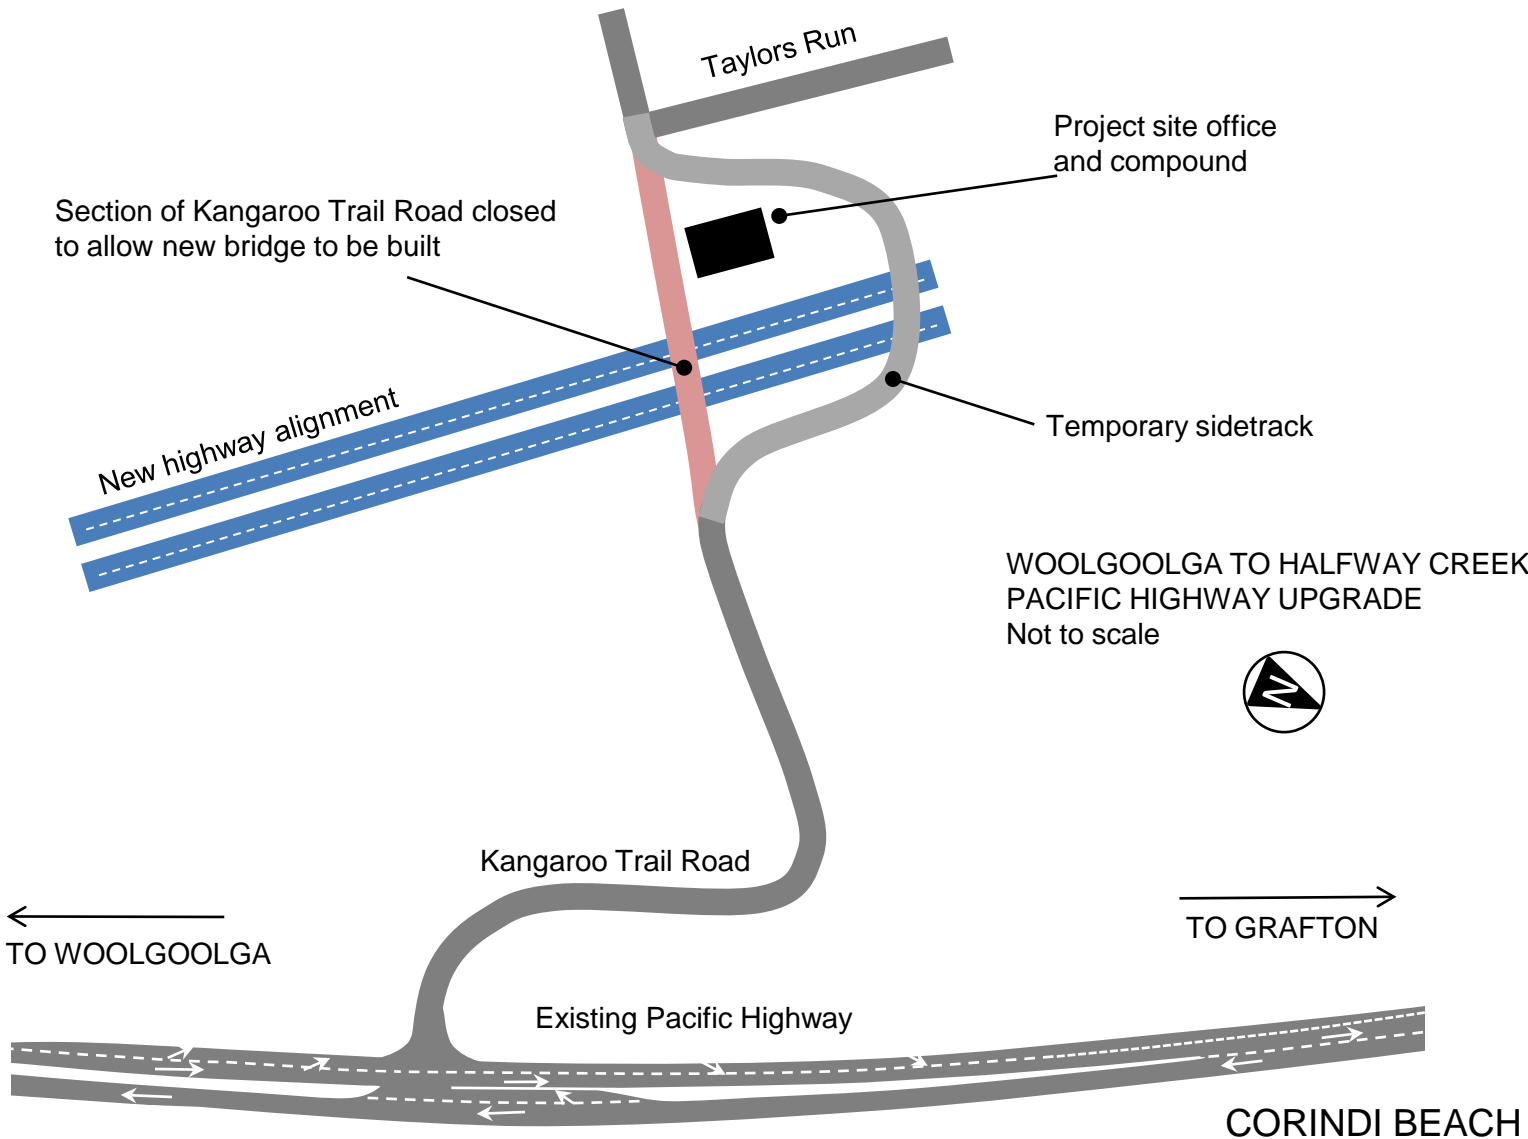 Taylors Run
Project site office
and compound
Section of Kangaroo Trail Road closed
to allow new bridge to be built
New highway alignment
Temporary sidetrack
WOOLGOOLGA TO HALFWAY CREEK
PACIFIC HIGHWAY UPGRADE
Not to scale
N
Kangaroo Trail Road
TO WOOLGOOLGA
TO GRAFTON
Existing Pacific Highway
CORINDI BEACH